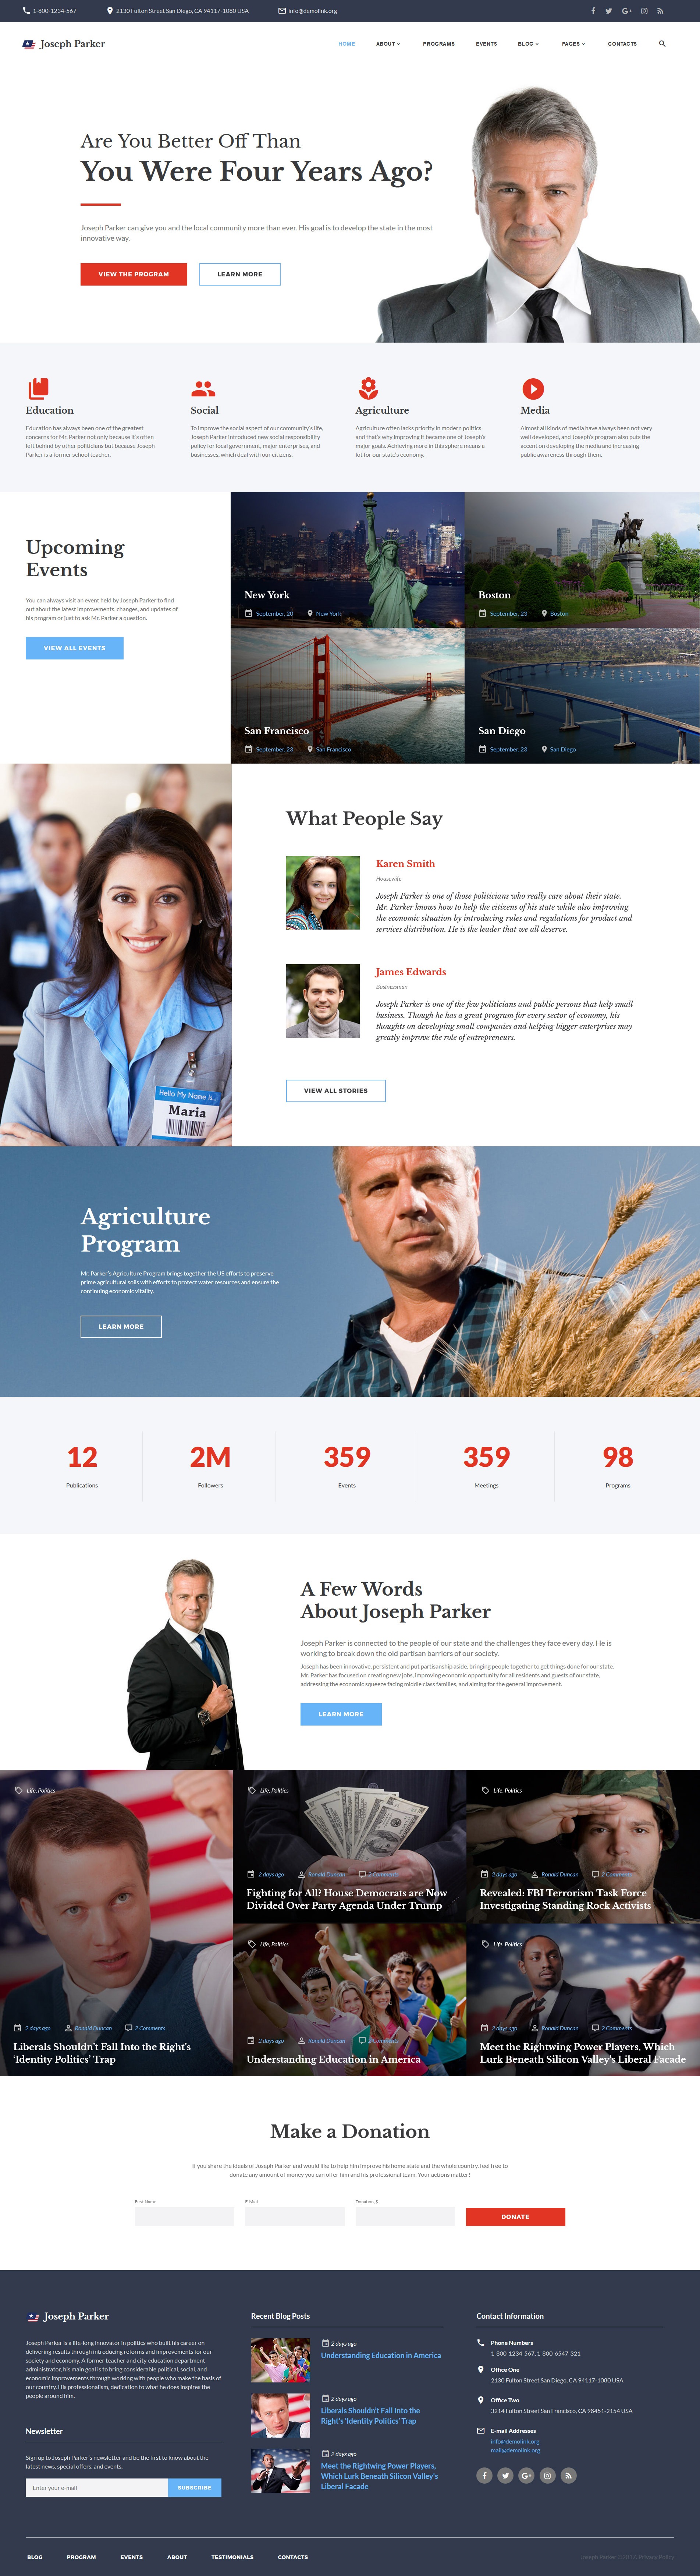 1-800-1234-567
2130 Fulton Street San Diego, CA 94117-1080 USA
info@demolink.org
Joseph Parker
HOME
ABOUT
PROGRAMS
EVENTS
BLOG
PAGES
CONTACTS
Are You Better Off Than
You Were Four Years Ago?
Joseph Parker can give you and the local community more than ever. His goal is to develop the state in the most
innovative way.
VIEW THE PROGRAM
LEARN MORE
Education
Education has always been one of the greatest
concerns for Mr. Parker not only because it's often
left behind by other politicians but because Joseph
Parker is a former school teacher.
Social
To improve the social aspect of our community's life,
Joseph Parker introduced new social responsibility
policy for local government, major enterprises, and
businesses, which deal with our citizens.
Agriculture
Agriculture often lacks priority in modern politics
and that's why improving it became one of Joseph's
major goals. Achieving more in this sphere means a
lot for our state's economy.
Media
Almost all kinds of media have always been not very
well developed, and Joseph's program also puts the
accent on developing the media and increasing
public awareness through them.
Upcoming
Events
You can always visit an event held by Joseph Parker to find
out about the latest improvements, changes, and updates of
his program or just to ask Mr. Parker a question.
VIEW ALL EVENTS
New York
September, 20
New York
Boston
September, 23
Boston
San Francisco
September, 23
San Francisco
San Diego
September, 23
San Diego
Hello My Name Is...
Maria
What People Say
Karen Smith
Housewife
Joseph Parker is one of those politicians who really care about their state.
Mr. Parker knows how to help the citizens of his state while also improving
the economic situation by introducing rules and regulations for product and
services distribution. He is the leader that we all deserve.
James Edwards
Businessman
Joseph Parker is one of the few politicians and public persons that help small
business. Though he has a great program for every sector of economy, his
thoughts on developing small companies and helping bigger enterprises may
greatly improve the role of entrepreneurs.
VIEW ALL STORIES
Agriculture
Program
Mr. Parker's Agriculture Program brings together the US efforts to preserve
prime agricultural soils with efforts to protect water resources and ensure the
continuing economic vitality.
LEARN MORE
12
Publications
2M
Followers
359
Events
359
Meetings
98
Programs
A Few Words
About Joseph Parker
Joseph Parker is connected to the people of our state and the challenges they face every day. He is
working to break down the old partisan barriers of our society.
Joseph has been innovative, persistent and put partisanship aside, bringing people together to get things done for our state.
Mr. Parker has focused on creating new jobs, improving economic opportunity for all residents and guests of our state,
addressing the economic squeeze facing middle class families, and aiming for the general improvement.
LEARN MORE
Life, Politics
2 days ago
Ronald Duncan
2 Comments
Liberals Shouldn't Fall Into the Right's
'Identity Politics' Trap
Life, Politics
2 days ago
Ronald Duncan
2 Comments
Fighting for All? House Democrats are Now
Divided Over Party Agenda Under Trump
Life, Politics
2 days ago
Ronald Duncan
2 Comments
Revealed: FBI Terrorism Task Force
Investigating Standing Rock Activists
Life, Politics
2 days ago
Ronald Duncan
2 Comments
Understanding Education in America
Life, Politics
2 days ago
Ronald Duncan
2 Comments
Meet the Rightwing Power Players, Which
Lurk Beneath Silicon Valley's Liberal Facade
Make a Donation
If you share the ideals of Joseph Parker and would like to help him improve his home state and the whole country, feel free to
donate any amount of money you can offer him and his professional team. Your actions matter!
First Name
E-Mail
Donation, $
DONATE
Joseph Parker
Joseph Parker is a life-long innovator in politics who built his career on
delivering results through introducing reforms and improvements for our
society and economy. A former teacher and city education department
administrator, his main goal is to bring considerable political, social, and
economic improvements through working with people who make the basis of
our country. His professionalism, dedication to what he does inspires the
people around him.
Newsletter
Sign up to Joseph Parker's newsletter and be the first to know about the
latest news, special offers, and events.
Enter your e-mail
SUBSCRIBE
Recent Blog Posts
2 days ago
Understanding Education in America
2 days ago
Liberals Shouldn't Fall Into the
Right's 'Identity Politics' Trap
2 days ago
Meet the Rightwing Power Players,
Which Lurk Beneath Silicon Valley's
Liberal Facade
Contact Information
Phone Numbers
1-800-1234-567, 1-800-6547-321
Office One
2130 Fulton Street San Diego, CA 94117-1080 USA
Office Two
3214 Fulton Street San Francisco, CA 98451-2154 USA
E-mail Addresses
info@demolink.org
mail@demolink.org
BLOG
PROGRAM
EVENTS
ABOUT
TESTIMONIALS
CONTACTS
Joseph Parker ©2017. Privacy Policy